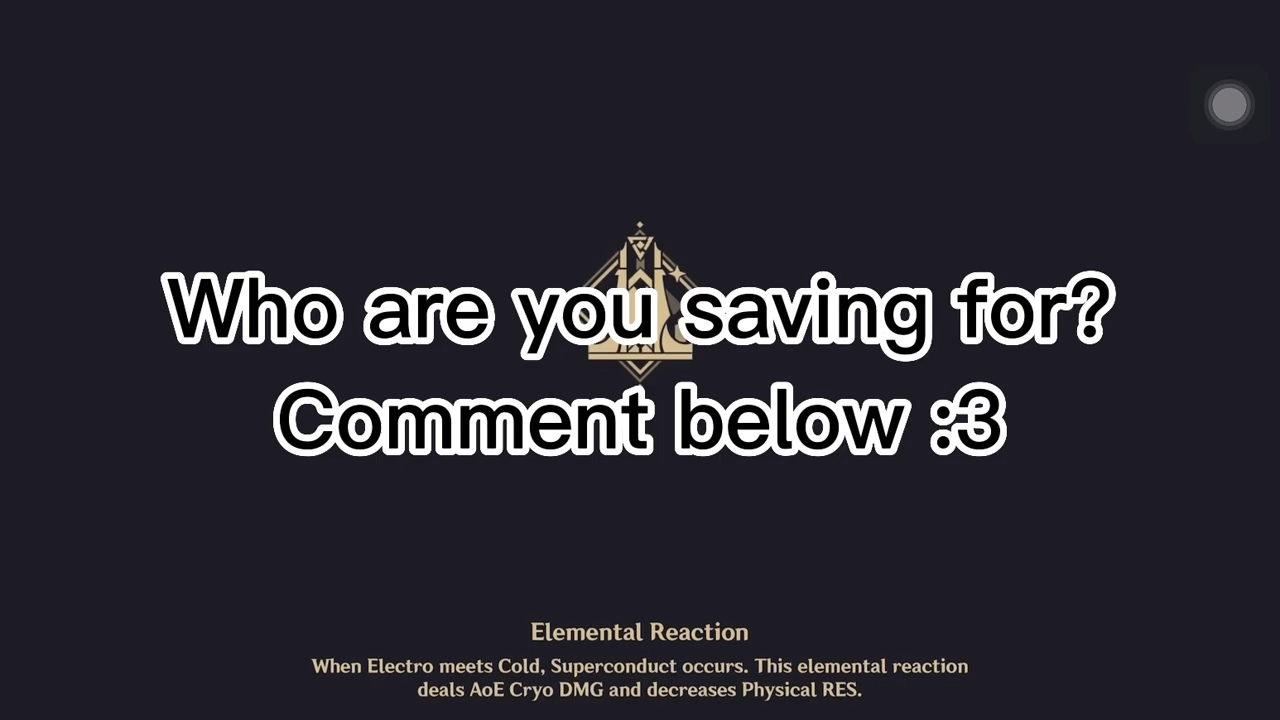 Who are you saving for?
Comment below :3
Elemental Reaction
When Electro meets Cold, Superconduct occurs. This elemental reaction
deals AoE Cryo DMG and decreases Physical RES.